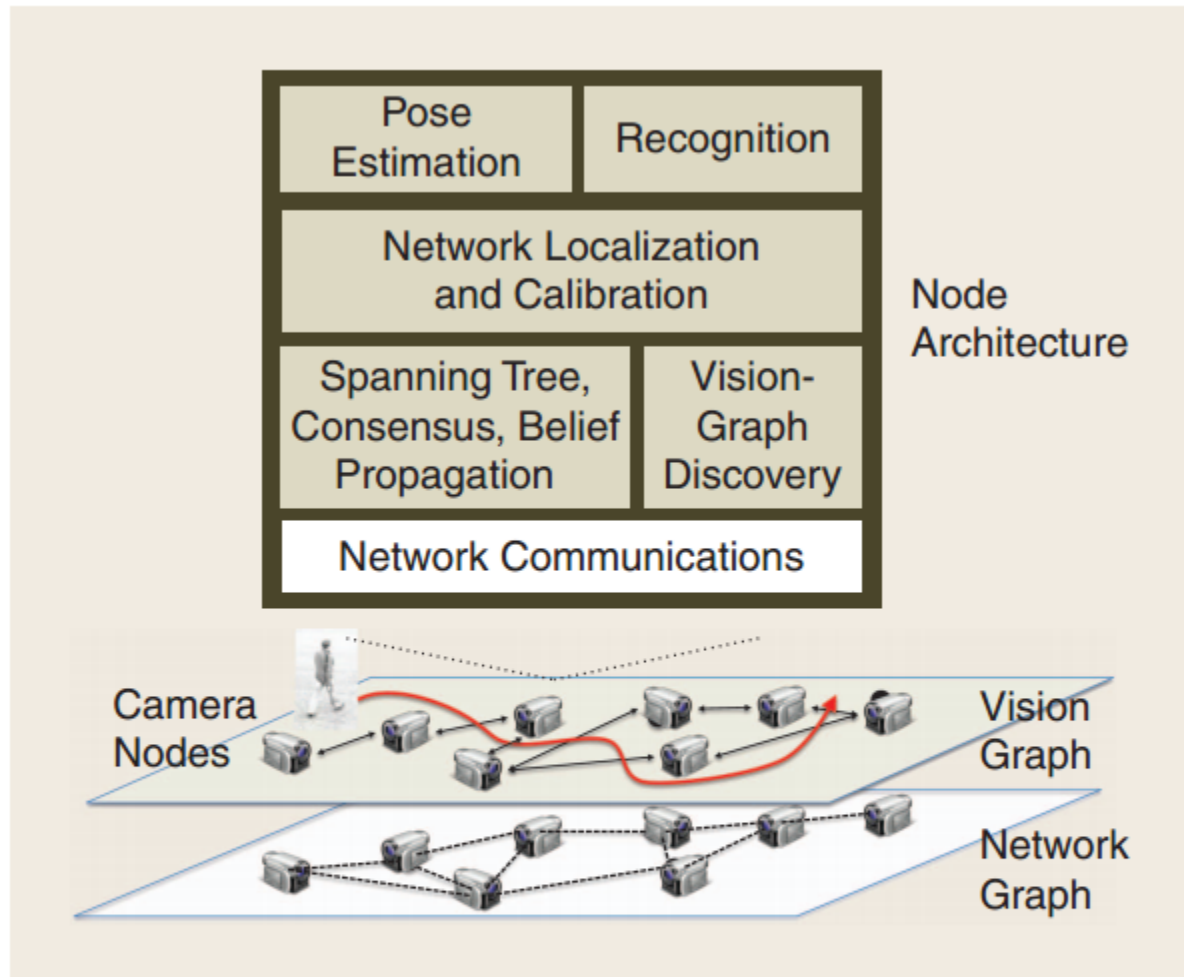 Pose
Estimation
Recognition
Network Localization
and Calibration
Node
Architecture
Spanning Tree,
Consensus, Belief
Propagation
Vision-
Graph
Discovery
Network Communications
Camera
Nodes
Vision
Graph
Network
Graph